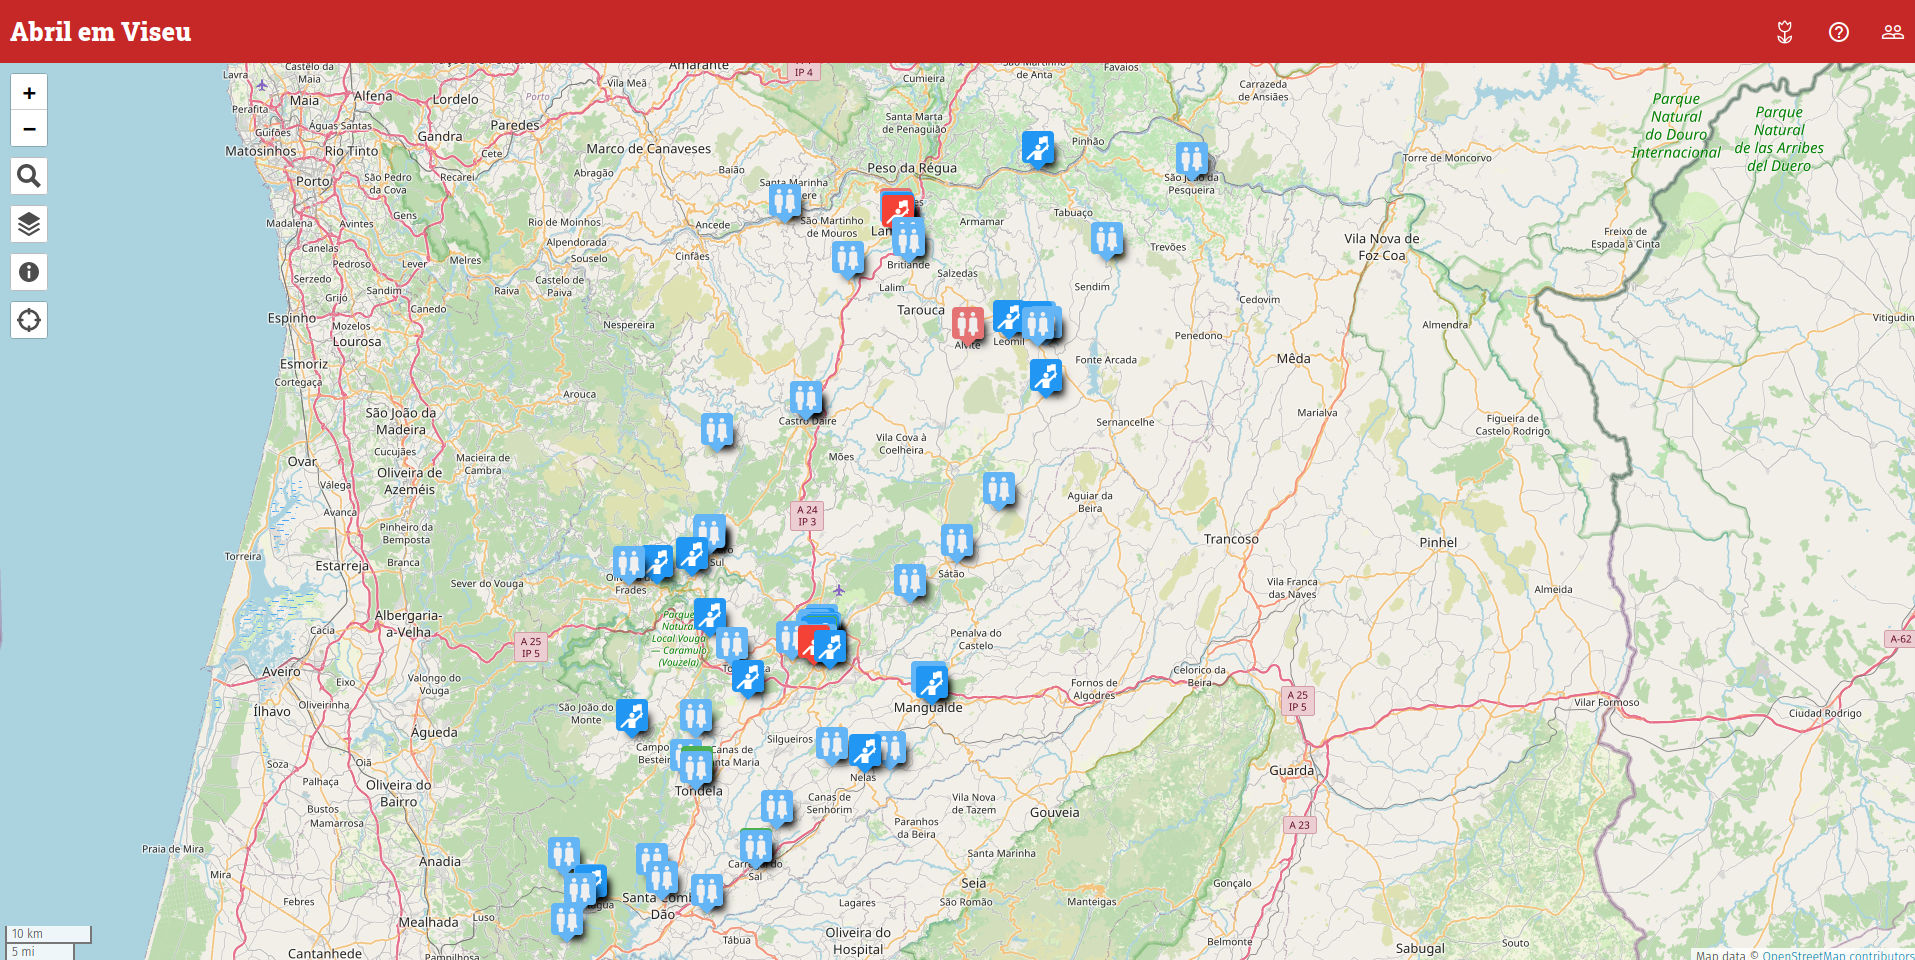 Abril em Viseu
+
−
10 km
5 mi
Lavra
Castêlo da
Maia
Amarante
IP 4
Cumieira
de Anta
Favaios
Vila Meã
Carrazeda
de Ansiães
Perafita
Maia
Alfena
Lordelo
Porto
Paredes
Guifões
Águas Santas
Gandra
Santa Marta
de Penaguião
Matosinhos
Rio Tinto
Cete
Marco de Canaveses
Pinhão
Torre de Moncorvo
Parque
Natural
do Douro
Internacional
Parque
Natural
de las Arribes
del Duero
Porto
São Pedro
da Cova
Recarei
Abragão
Baião
Peso da Régua
São João da
Pesqueira
Santa Marinha
Madalena
Avintes
Gens
Rio de Moinhos
Ancede
São Martinho
de Mouros
Armamar
Tabuaço
Canelas
Alpendorada
Trevões
Vila Nova de
Foz Coa
Freixo de
Espada à Cinta
Pedroso
Lever
Melres
Souselo
Cinfães
Britiande
Serzedo
Sandim
Raiva
Castelo de
Paiva
Lalim
Salzedas
Sendim
Grijó
Canedo
Cedovim
Espinho
Mozelos
Lourosa
Nespereira
Tarouca
Almendra
Vitigudin
Leomil
Penedono
Esmoriz
Fonte Arcada
Mêda
Cortegaça
Arouca
São João da
Madeira
Castro Daire
Marialva
Figueira de
Castelo Rodrigo
Sernancelhe
Cucujães
Vila Cova à
Coelheira
Ovar
Macieira de
Cambra
Mões
Válega
Oliveira de
Azeméis
Aguiar da
Beira
Avanca
A 24
IP 3
Pinheiro da
Bemposta
Trancoso
Pinhel
Torreira
Estarreja
Branca
Sever do Vouga
Frades
Sul
Sátão
Vila Franca
das Naves
Almeida
Albergaria-
a-Velha
Parque
Natural
Local Vouga
— Caramulo
(Vouzela)
Cacia
A 25
IP 5
Penalva do
Castelo
A-62
Aveiro
Eixo
Valongo do
Vouga
Fornos de
Algodres
Celorico da
Beira
A 25
IP 5
Vilar Formoso
Ciudad Rodrigo
Ílhavo
Oliveirinha
São João do
Monte
Mangualde
Águeda
Silgueiros
Soza
Oiã
Campo
Besteiros
Canas de
Santa Maria
Nelas
Guarda
Palhaça
Oliveira do
Bairro
Tondela
Bustos
Mamarrosa
Canas de
Senhorim
Vila Nova
de Tazem
Gouveia
A 23
Paranhos
da Beira
Praia de Mira
Anadia
Santa Marinha
Mira
Carregal do
Sal
Seia
Gonçalo
Febres
Santa Comba
Dão
Lagares
São Romão
Manteigas
Mealhada
Luso
Cantanhede
Pampilhosa
Tábua
Oliveira do
Hospital
Belmonte
Sabugal
Souto
Map data © OpenStreetMap contributors